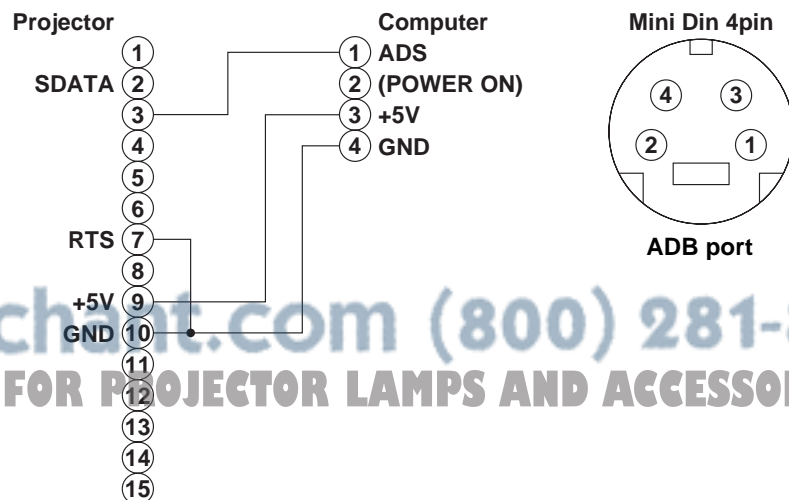 Projector
1
SDATA 2
3
4
5
6
RTS 7
8
+5V 9
GND 10
11
12
13
14
15
Computer
1 ADS
2 (POWER ON)
3 +5V
4 GND
Mini Din 4pin
4 3
2 1
ADB port
chant.com (800) 281-
FOR PROJECTOR LAMPS AND ACCESSO